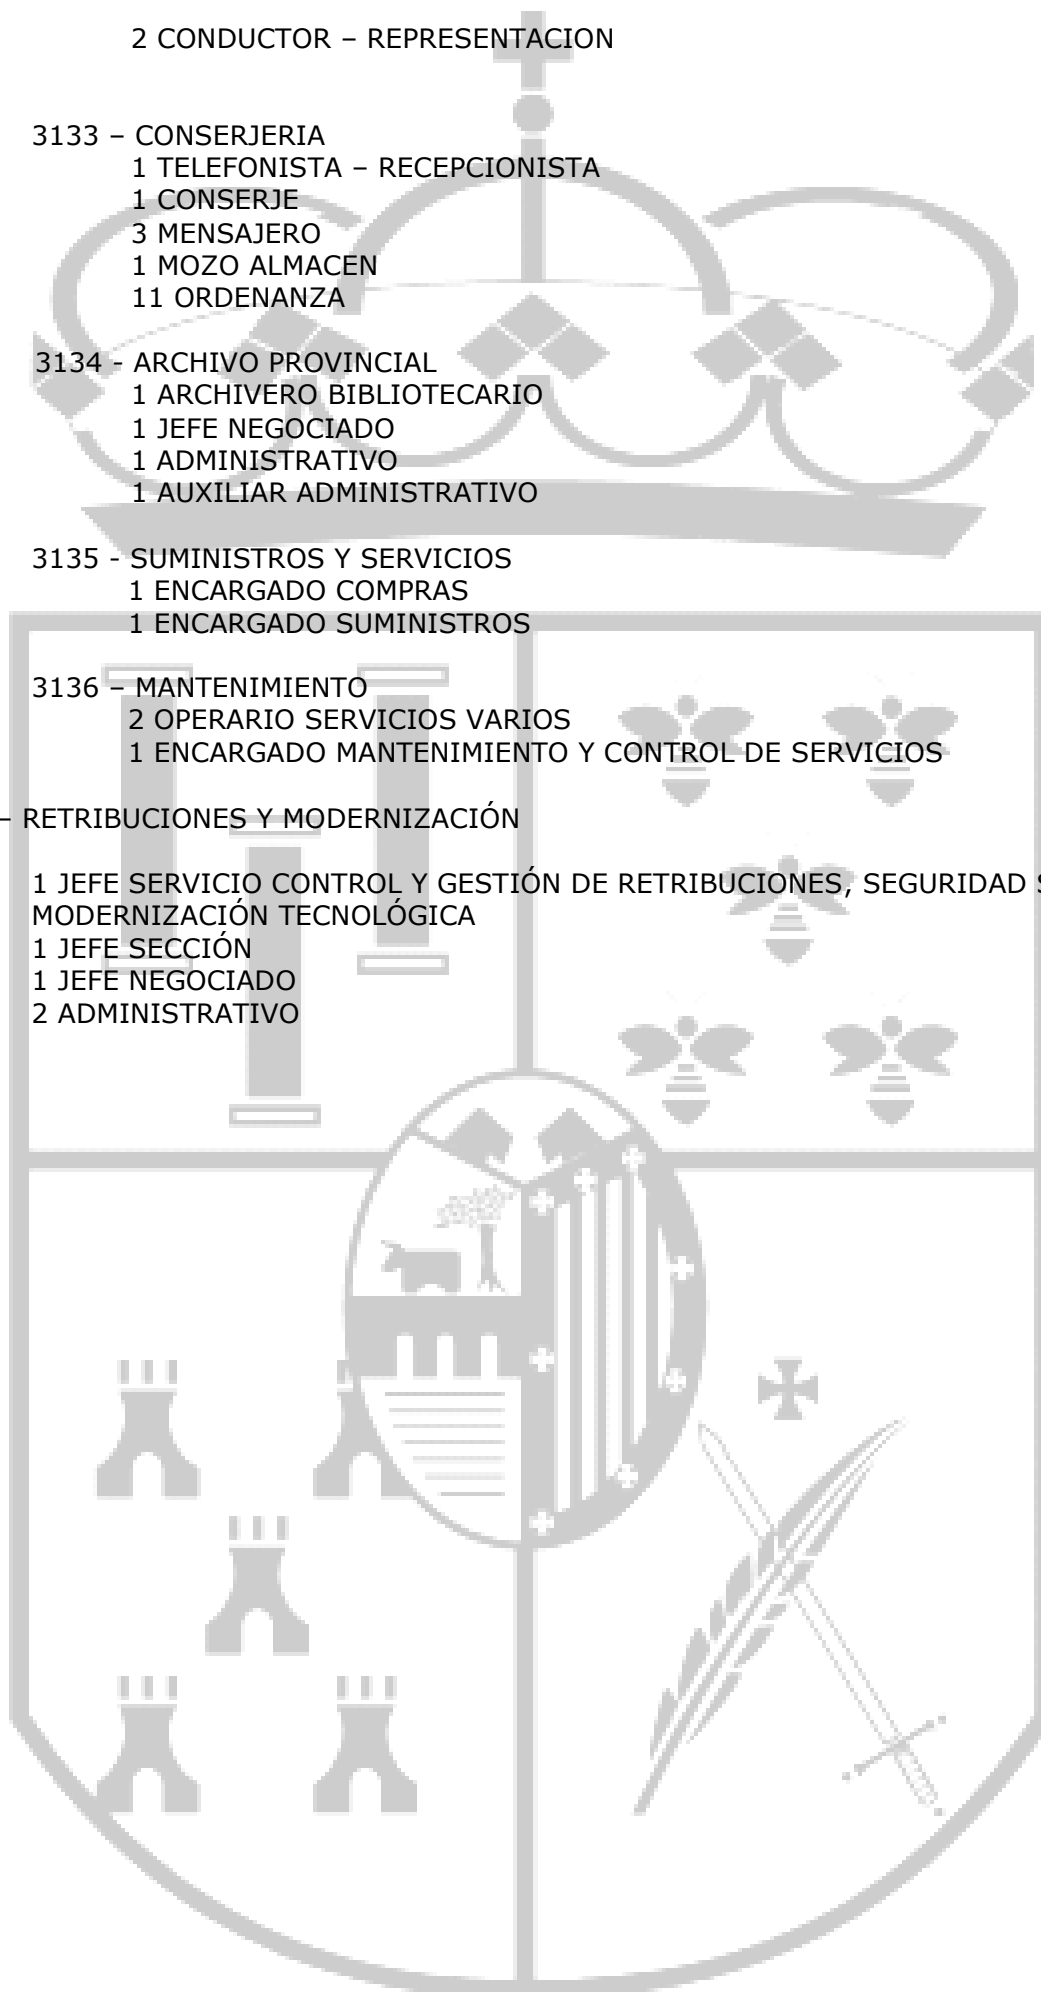 2 CONDUCTOR – REPRESENTACION
3133 – CONSERJERIA
1 TELEFONISTA – RECEPCIONISTA
1 CONSERJE
3 MENSAJERO
1 MOZO ALMACEN
11 ORDENANZA
3134 - ARCHIVO PROVINCIAL
1 ARCHIVERO BIBLIOTECARIO
1 JEFE NEGOCIADO
1 ADMINISTRATIVO
1 AUXILIAR ADMINISTRATIVO
3135 - SUMINISTROS Y SERVICIOS
1 ENCARGADO COMPRAS
1 ENCARGADO SUMINISTROS
3136 – MANTENIMIENTO
2 OPERARIO SERVICIOS VARIOS
1 ENCARGADO MANTENIMIENTO Y CONTROL DE SERVICIOS
– RETRIBUCIONES Y MODERNIZACIÓN
1 JEFE SERVICIO CONTROL Y GESTIÓN DE RETRIBUCIONES, SEGURIDAD
MODERNIZACIÓN TECNOLÓGICA
1 JEFE SECCIÓN
1 JEFE NEGOCIADO
2 ADMINISTRATIVO